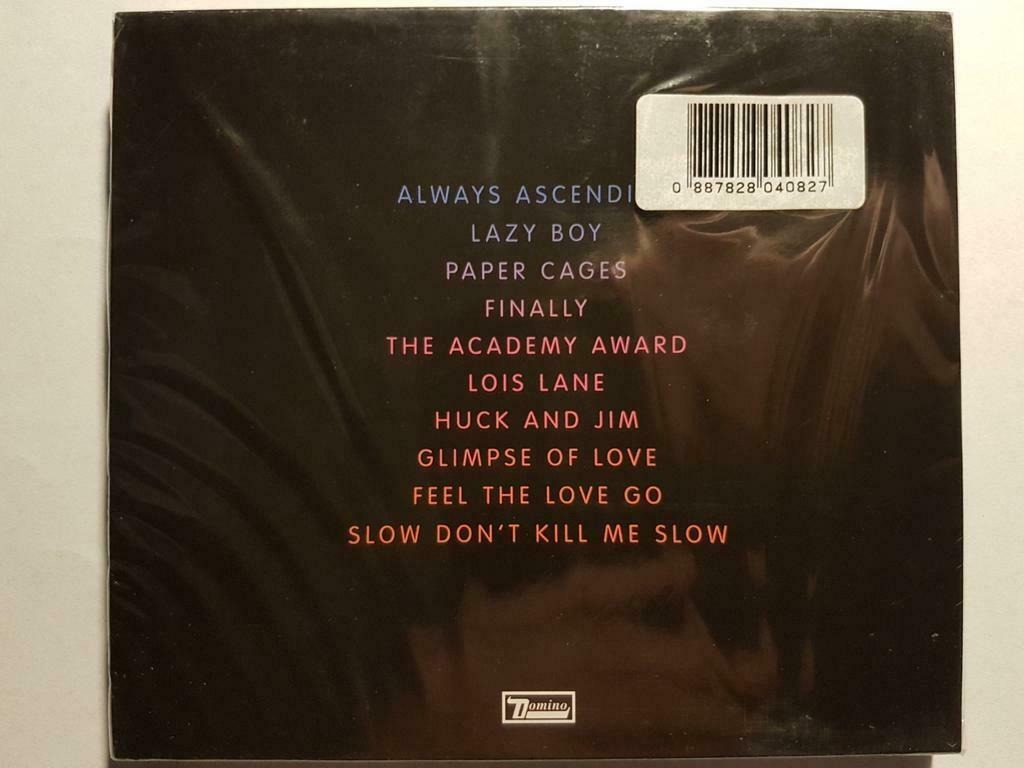 0 887828 040827
ALWAYS ASCENDI
LAZY BOY
PAPER CAGES
FINALLY
THE ACADEMY AWARD
LOIS LANE
HUCK AND JIM
GLIMPSE OF LOVE
FEEL THE LOVE GO
SLOW DON'T KILL ME SLOW
Domino